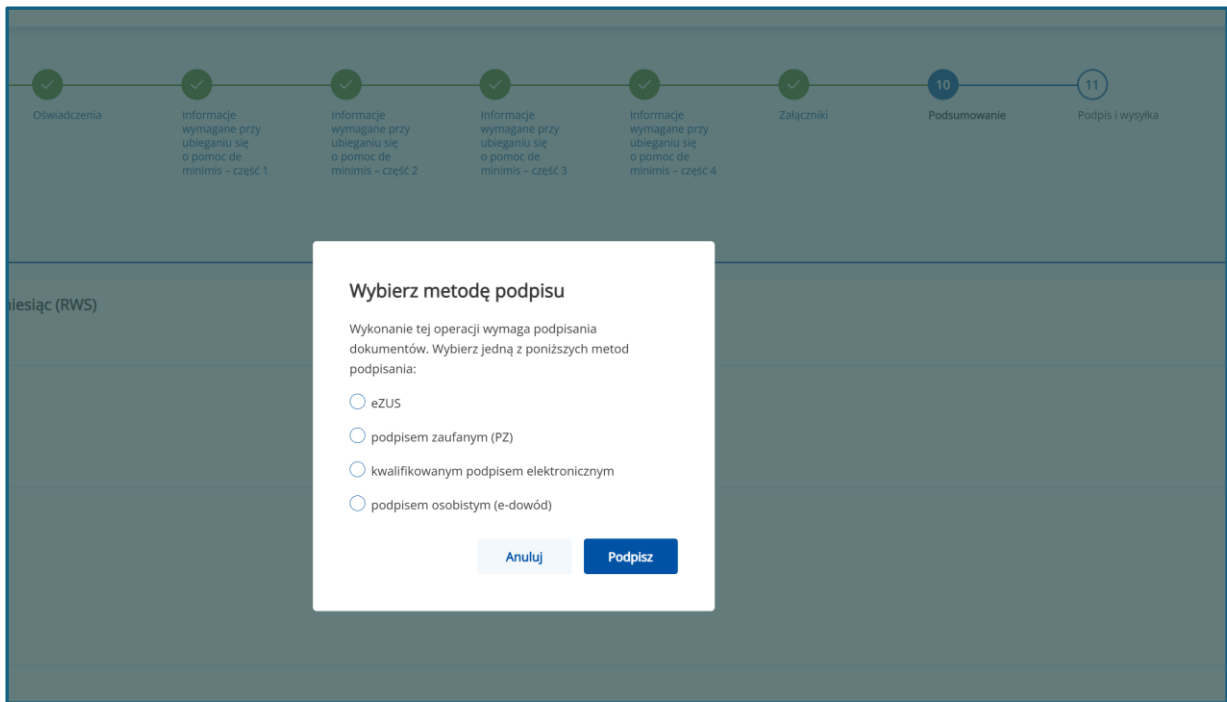 10
11
Oświadczenia
Informacje
wymagane przy
ubieganiu się
o pomoc de
minimis – część 1
Informacje
wymagane przy
ubieganiu się
o pomoc de
minimis – część 2
Informacje
wymagane przy
ubieganiu się
o pomoc de
minimis – część 3
Informacje
wymagane przy
ubieganiu się
o pomoc de
minimis – część 4
Załączniki
Podsumowanie
Podpis i wysyłka
(RWS)
Wybierz metodę podpisu
Wykonanie tej operacji wymaga podpisania
dokumentów. Wybierz jedną z poniższych metod
podpisania:
eZUS
podpisem zaufanym (PZ)
kwalifikowanym podpisem elektronicznym
podpisem osobistym (e-dowód)
Anuluj
Podpisz